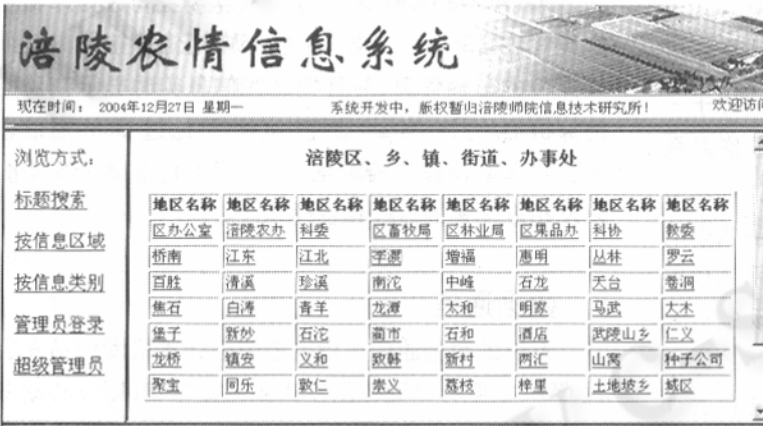 涪陵农情信息系统
现在时间: 2004年12月27日 星期一 系统开发中,版权暂归涪陵师院信息技术研究所! 欢迎访问
浏览方式:
标题搜索
按信息区域
按信息类别
管理员登录
超级管理员
涪陵区、乡、镇、街道、办事处
地区名称 地区名称 地区名称 地区名称 地区名称 地区名称 地区名称 地区名称
区办公室 涪陵农办 科委 区畜牧局 区林业局 区果品办 科协 教委
桥南 江东 江北 李渡 增福 惠明 丛林 罗云
百胜 清溪 珍溪 南沱 中峰 石龙 天台 卷洞
焦石 白涛 青羊 龙潭 太和 明家 马武 大木
堡子 新妙 石沱 蔺市 石和 酒店 武陵山乡 仁义
龙桥 镇安 义和 致韩 新村 两汇 山窝 种子公司
聚宝 同乐 敦仁 崇义 荔枝 梓里 土地坡乡 城区